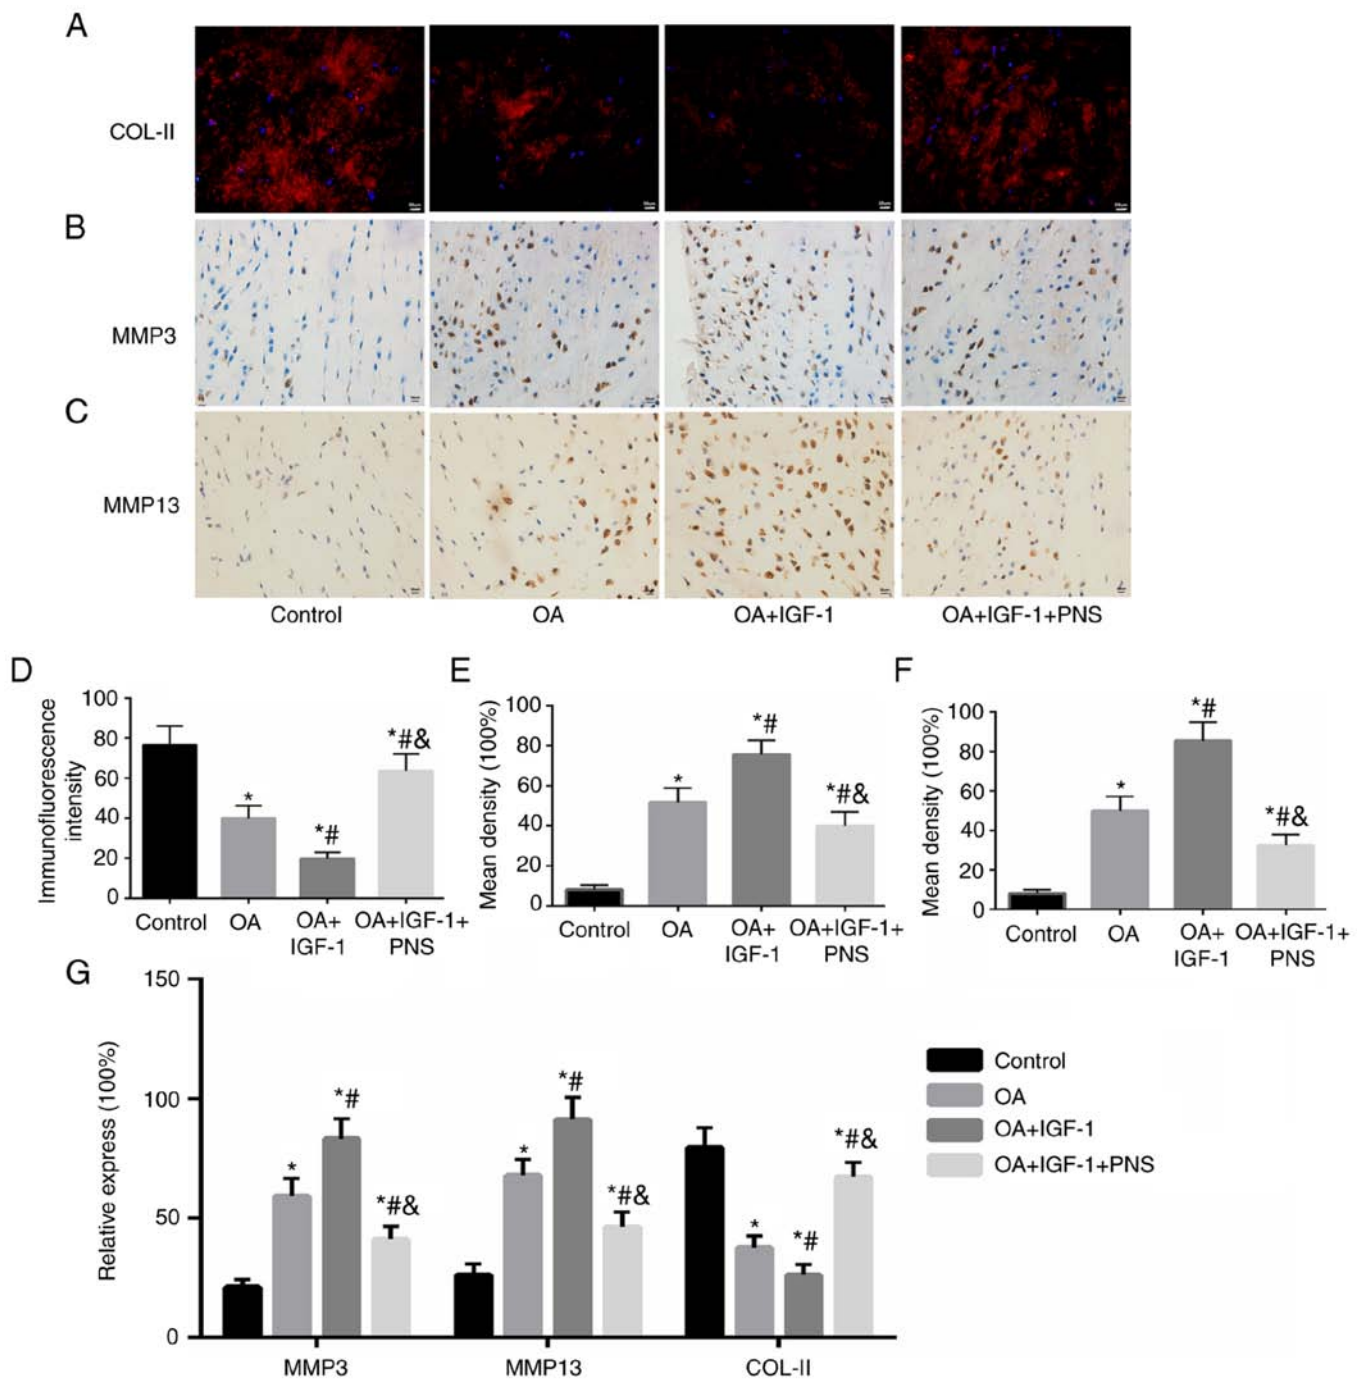 A
COL-II
B
MMP3
C
MMP13
Control OA OA+IGF-1 OA+IGF-1+PNS
D
Immunofluorescence
intensity
100
80
60
40
20
0
*
*#
*#&
Control OA OA+ OA+IGF-1+
IGF-1 PNS
E
Mean density (100%)
100
80
60
40
20
0
*
*#
*#&
Control OA OA+ OA+IGF-1+
IGF-1 PNS
F
Mean density (100%)
100
80
60
40
20
0
*
*#
*#&
Control OA OA+ OA+IGF-1+
IGF-1 PNS
G
Relative express (100%)
150
100
50
0
*
*#
*#&
*
*#
*#&
*
*#
*#&
MMP3 MMP13 COL-II
Control
OA
OA+IGF-1
OA+IGF-1+PNS